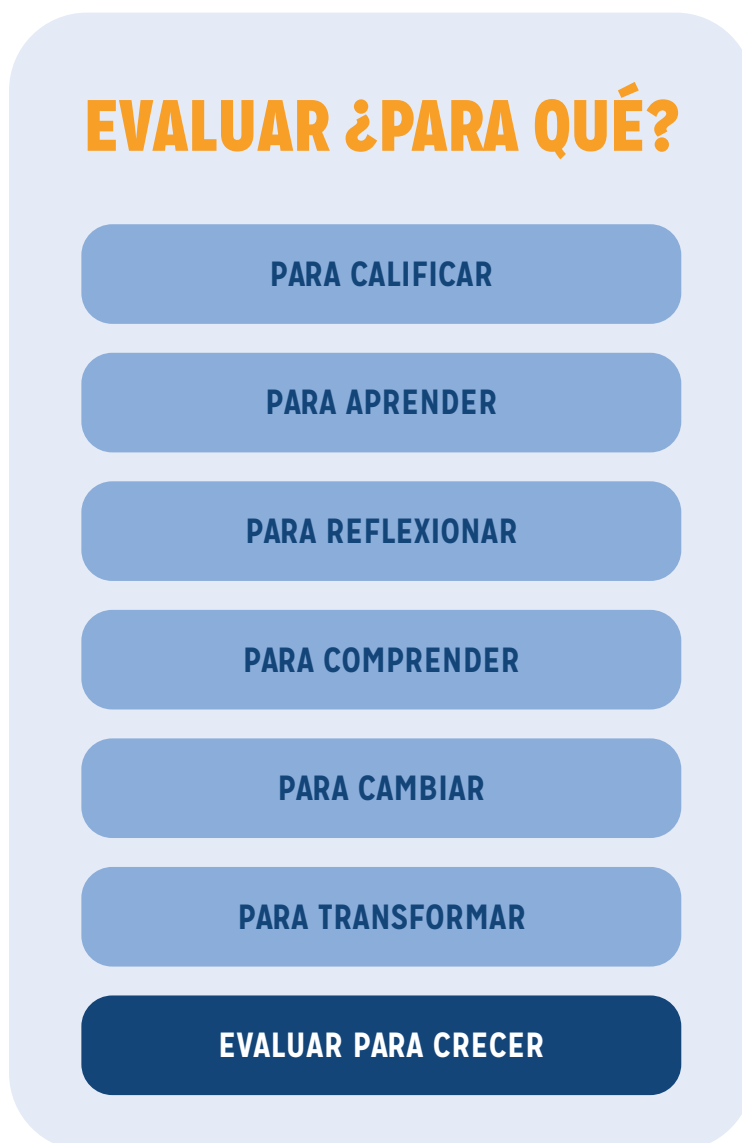 EVALUAR ¿PARA QUÉ?
PARA CALIFICAR
PARA APRENDER
PARA REFLEXIONAR
PARA COMPRENDER
PARA CAMBIAR
PARA TRANSFORMAR
EVALUAR PARA CRECER